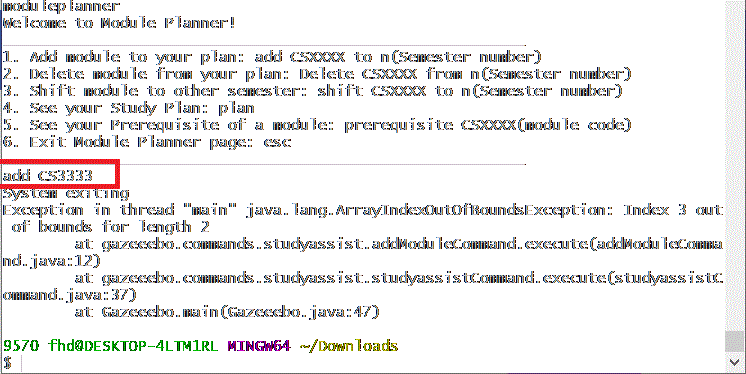 moduleplanner
Welcome to Module Planner!
1. Add module to your plan: add CSXXXX to n(Semester number)
2. Delete module from your plan: Delete CSXXXX from n(Semester number)
3. Shift module to other semester: shift CSXXXX to n(Semester number)
4. See your Study Plan: plan
5. See your Prerequisite of a module: prerequisite CSXXX(module code)
6. Exit Module Planner page: esc
add CS3333
System exiting
Exception in thread "main" java.lang.ArrayIndexOutOfBoundsException: Index 3 out
of bounds for length 2
at gazeeebo.commands.studyassist.addModuleCommand.execute(addModuleComma
nd.java:12)
at gazeeebo.commands.studyassist.studyassistCommand.execute(studyassistC
ommand.java:37)
at Gazeeebo.main(Gazeeebo.java:47)
9570 fhd@DESKTOP-4LTM1RL MINGW64 ~/Downloads
$